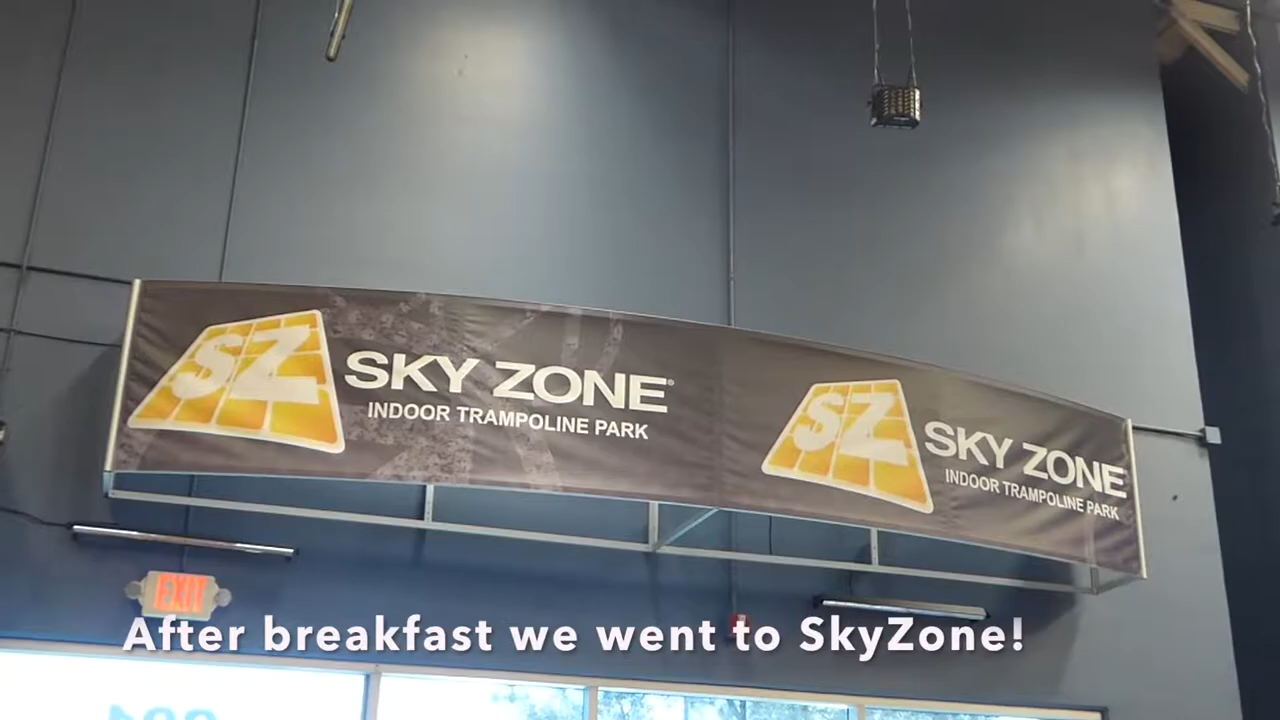 SZ SKY ZONE
INDOOR TRAMPOLINE PARK
SZ SKY ZONE
INDOOR TRAMPOLINE PARK
EXIT
After breakfast we went to SkyZone!